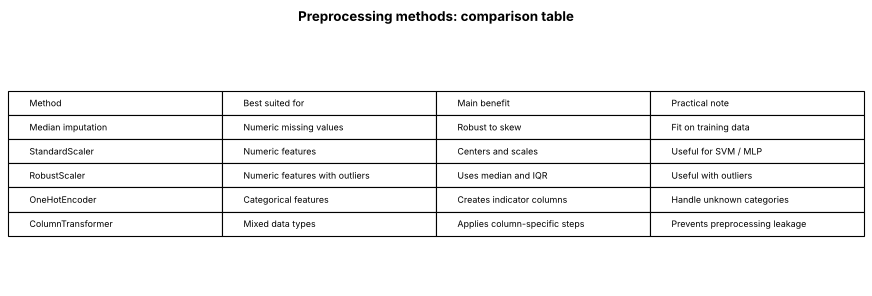 Preprocessing methods: comparison table
Method Best suited for Main benefit Practical note
Median imputation Numeric missing values Robust to skew Fit on training data
StandardScaler Numeric features Centers and scales Useful for SVM / MLP
RobustScaler Numeric features with outliers Uses median and IQR Useful with outliers
OneHotEncoder Categorical features Creates indicator columns Handle unknown categories
ColumnTransformer Mixed data types Applies column-specific steps Prevents preprocessing leakage